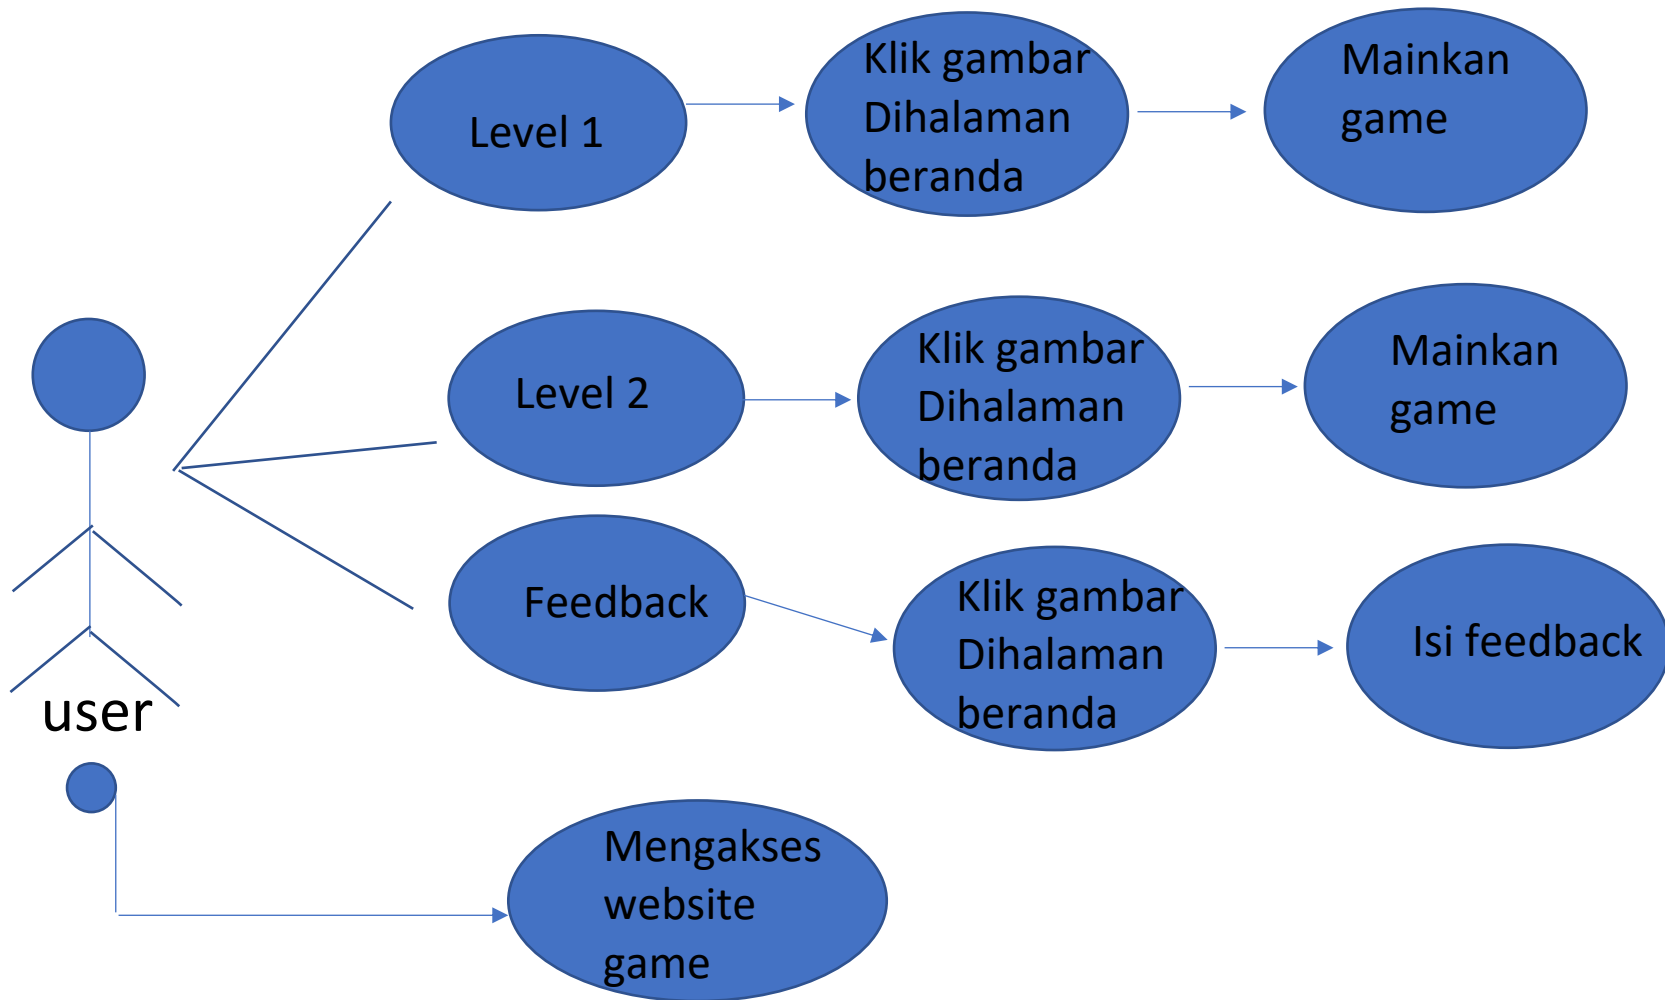 Level 1
Klik gambar
Dihalaman
beranda
Mainkan
game
Level 2
Klik gambar
Dihalaman
beranda
Mainkan
game
Feedback
Klik gambar
Dihalaman
beranda
Isi feedback
user
Mengakses
website
game